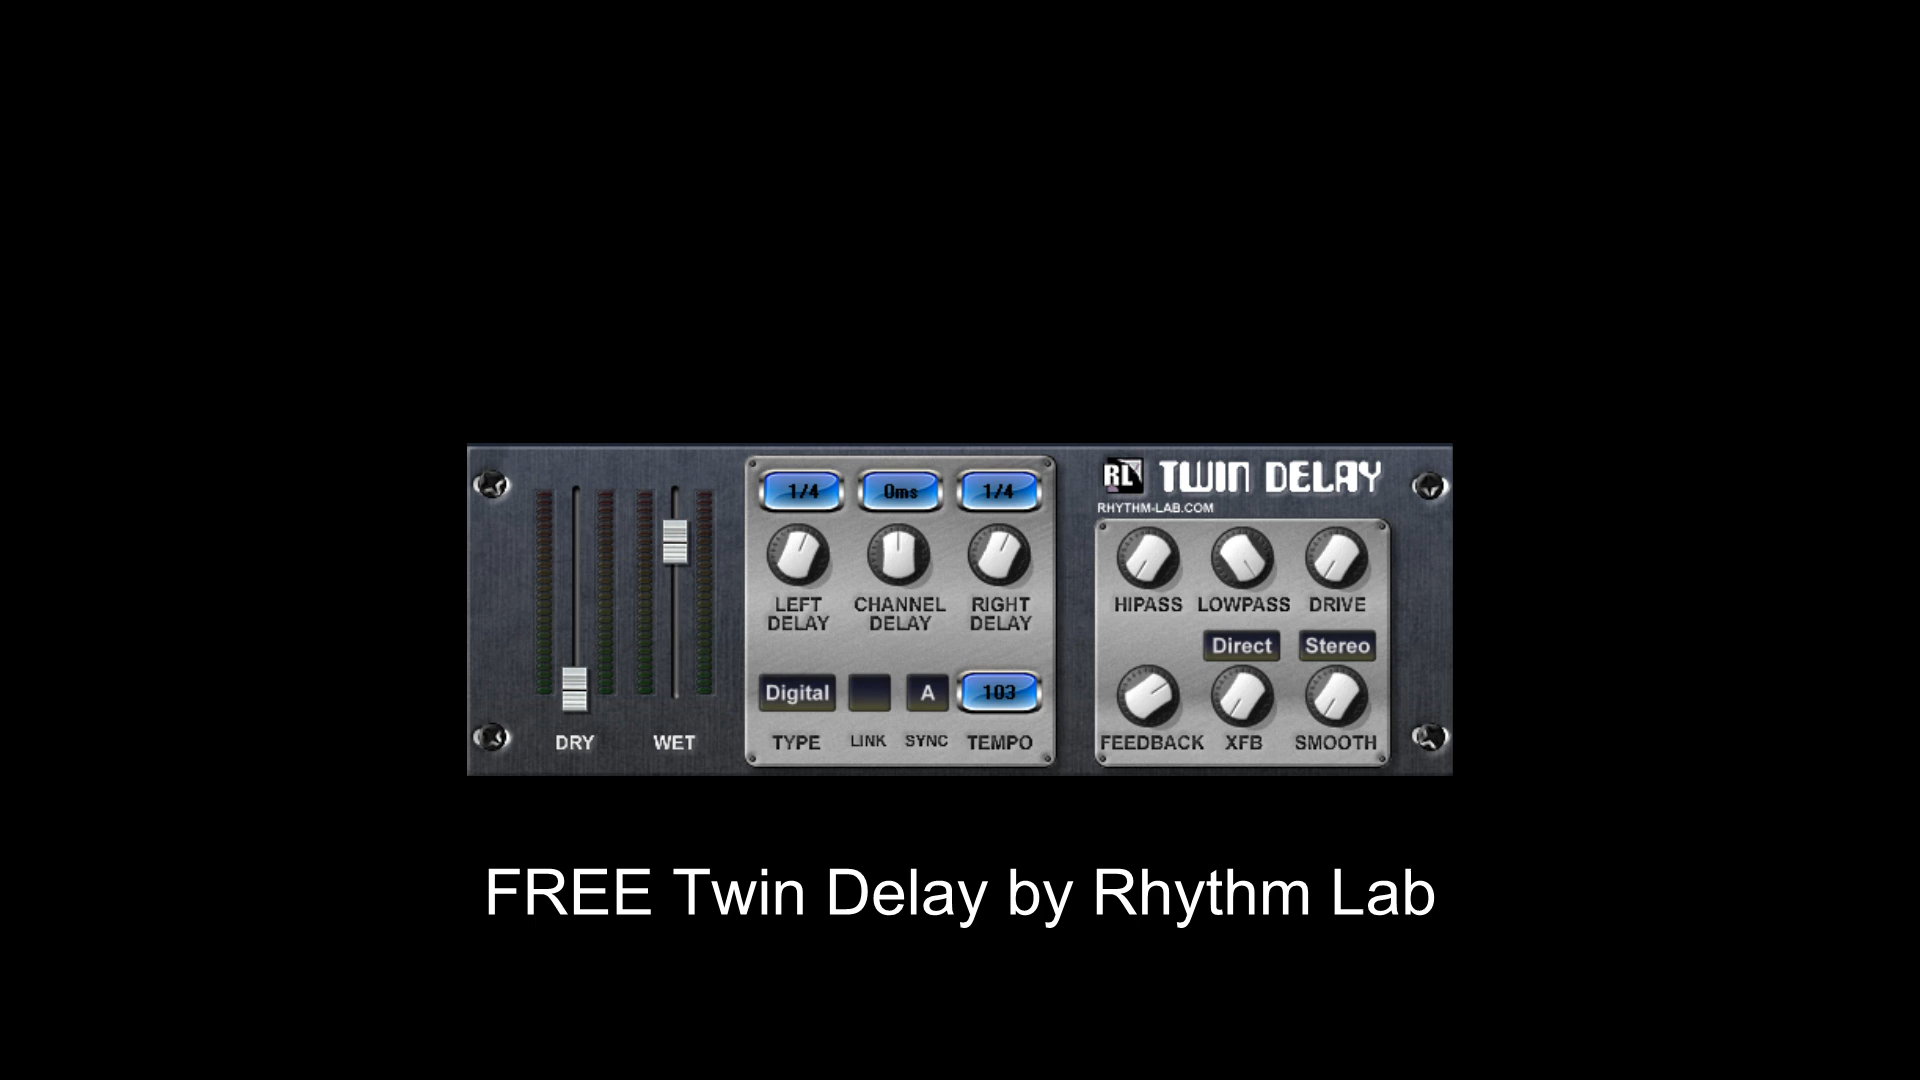 RL TWIN DELAY
RHYTHM-LAB.COM
1/4 0ms 1/4
LEFT DELAY
CHANNEL DELAY
RIGHT DELAY
Digital A 103
TYPE LINK SYNC TEMPO
DRY WET
HIPASS LOWPASS DRIVE
Direct Stereo
FEEDBACK XFB SMOOTH
FREE Twin Delay by Rhythm Lab